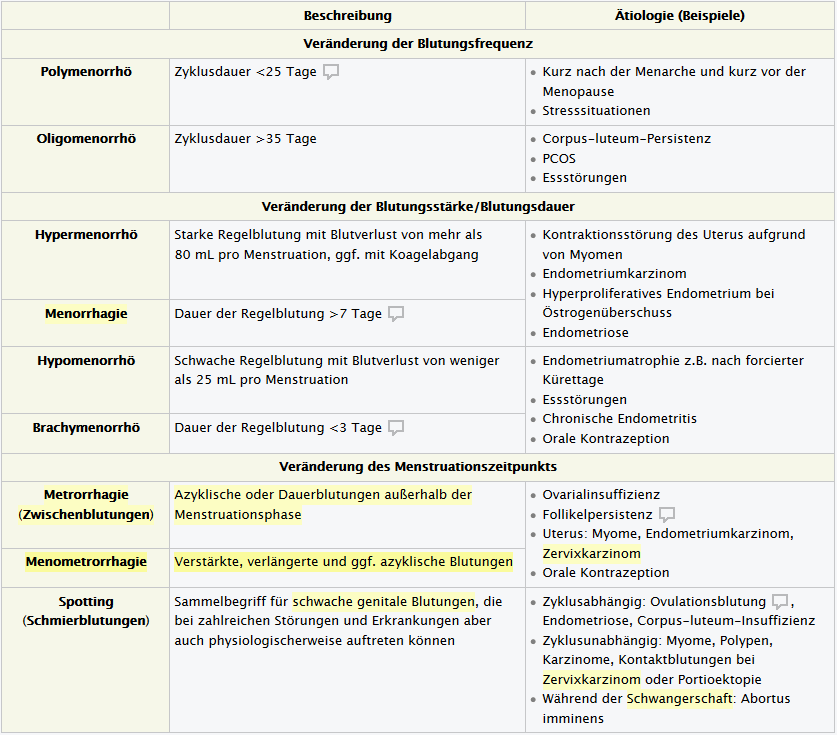 Beschreibung
Ätiologie (Beispiele)
Veränderung der Blutungsfrequenz
Polymenorrhö
Zyklusdauer <25 Tage
Kurz nach der Menarche und kurz vor der
Menopause
Stresssituationen
Oligomenorrhö
Zyklusdauer >35 Tage
Corpus-luteum-Persistenz
PCOS
Essstörungen
Veränderung der Blutungsstärke/Blutungsdauer
Hypermenorrhö
Starke Regelblutung mit Blutverlust von mehr als
80 mL pro Menstruation, ggf. mit Koagelabgang
Menorrhagie
Dauer der Regelblutung >7 Tage
Kontraktionsstörung des Uterus aufgrund
von Myomen
Endometriumkarzinom
Hyperproliferatives Endometrium bei
Östrogenüberschuss
Endometriose
Hypomenorrhö
Schwache Regelblutung mit Blutverlust von weniger
als 25 mL pro Menstruation
Brachymenorrhö
Dauer der Regelblutung <3 Tage
Endometriumatrophie z.B. nach forcierter
Kürettage
Essstörungen
Chronische Endometritis
Orale Kontrazeption
Veränderung des Menstruationszeitpunkts
Metrorrhagie
(Zwischenblutungen)
Azyklische oder Dauerblutungen außerhalb der
Menstruationsphase
Menometrorrhagie
Verstärkte, verlängerte und ggf. azyklische Blutungen
Ovarialinsuffizienz
Follikelpersistenz
Uterus: Myome, Endometriumkarzinom,
Zervixkarzinom
Orale Kontrazeption
Spotting
(Schmierblutungen)
Sammelbegriff für schwache genitale Blutungen, die
bei zahlreichen Störungen und Erkrankungen aber
auch physiologischerweise auftreten können
Zyklusabhängig: Ovulationsblutung ,
Endometriose, Corpus-luteum-Insuffizienz
Zyklusunabhängig: Myome, Polypen,
Karzinome, Kontaktblutungen bei
Zervixkarzinom oder Portioektopie
Während der Schwangerschaft: Abortus
imminens